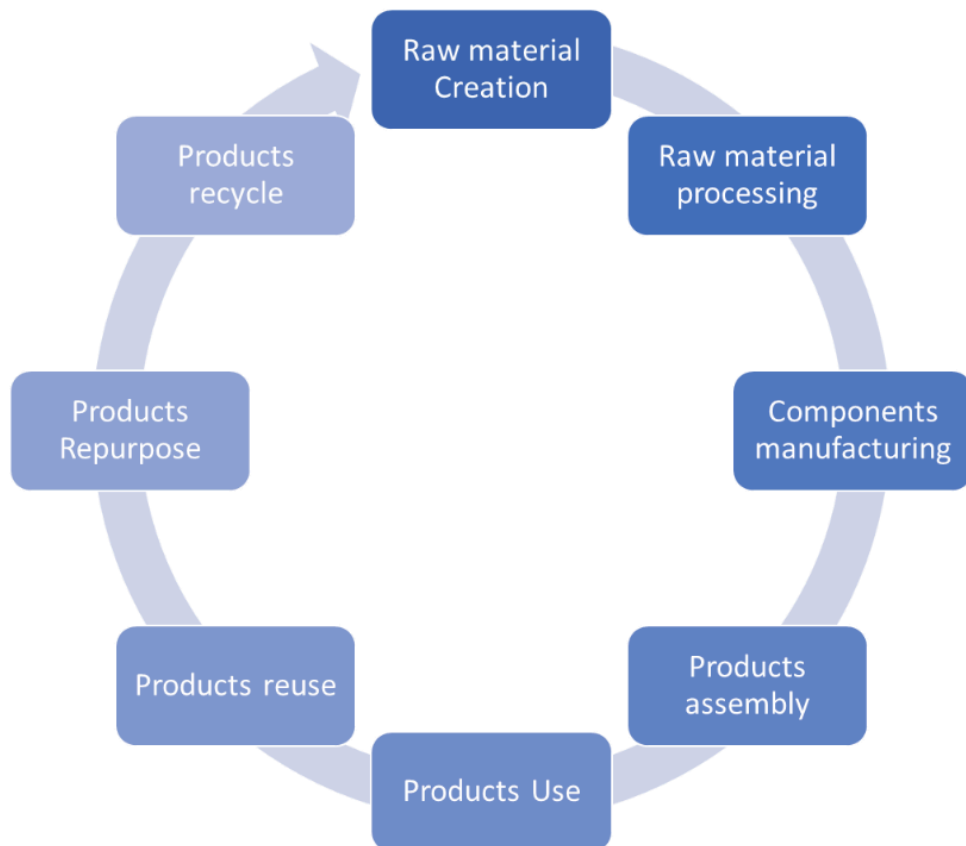 Raw material
Creation
Raw material
processing
Components
manufacturing
Products
assembly
Products Use
Products reuse
Products
Repurpose
Products
recycle